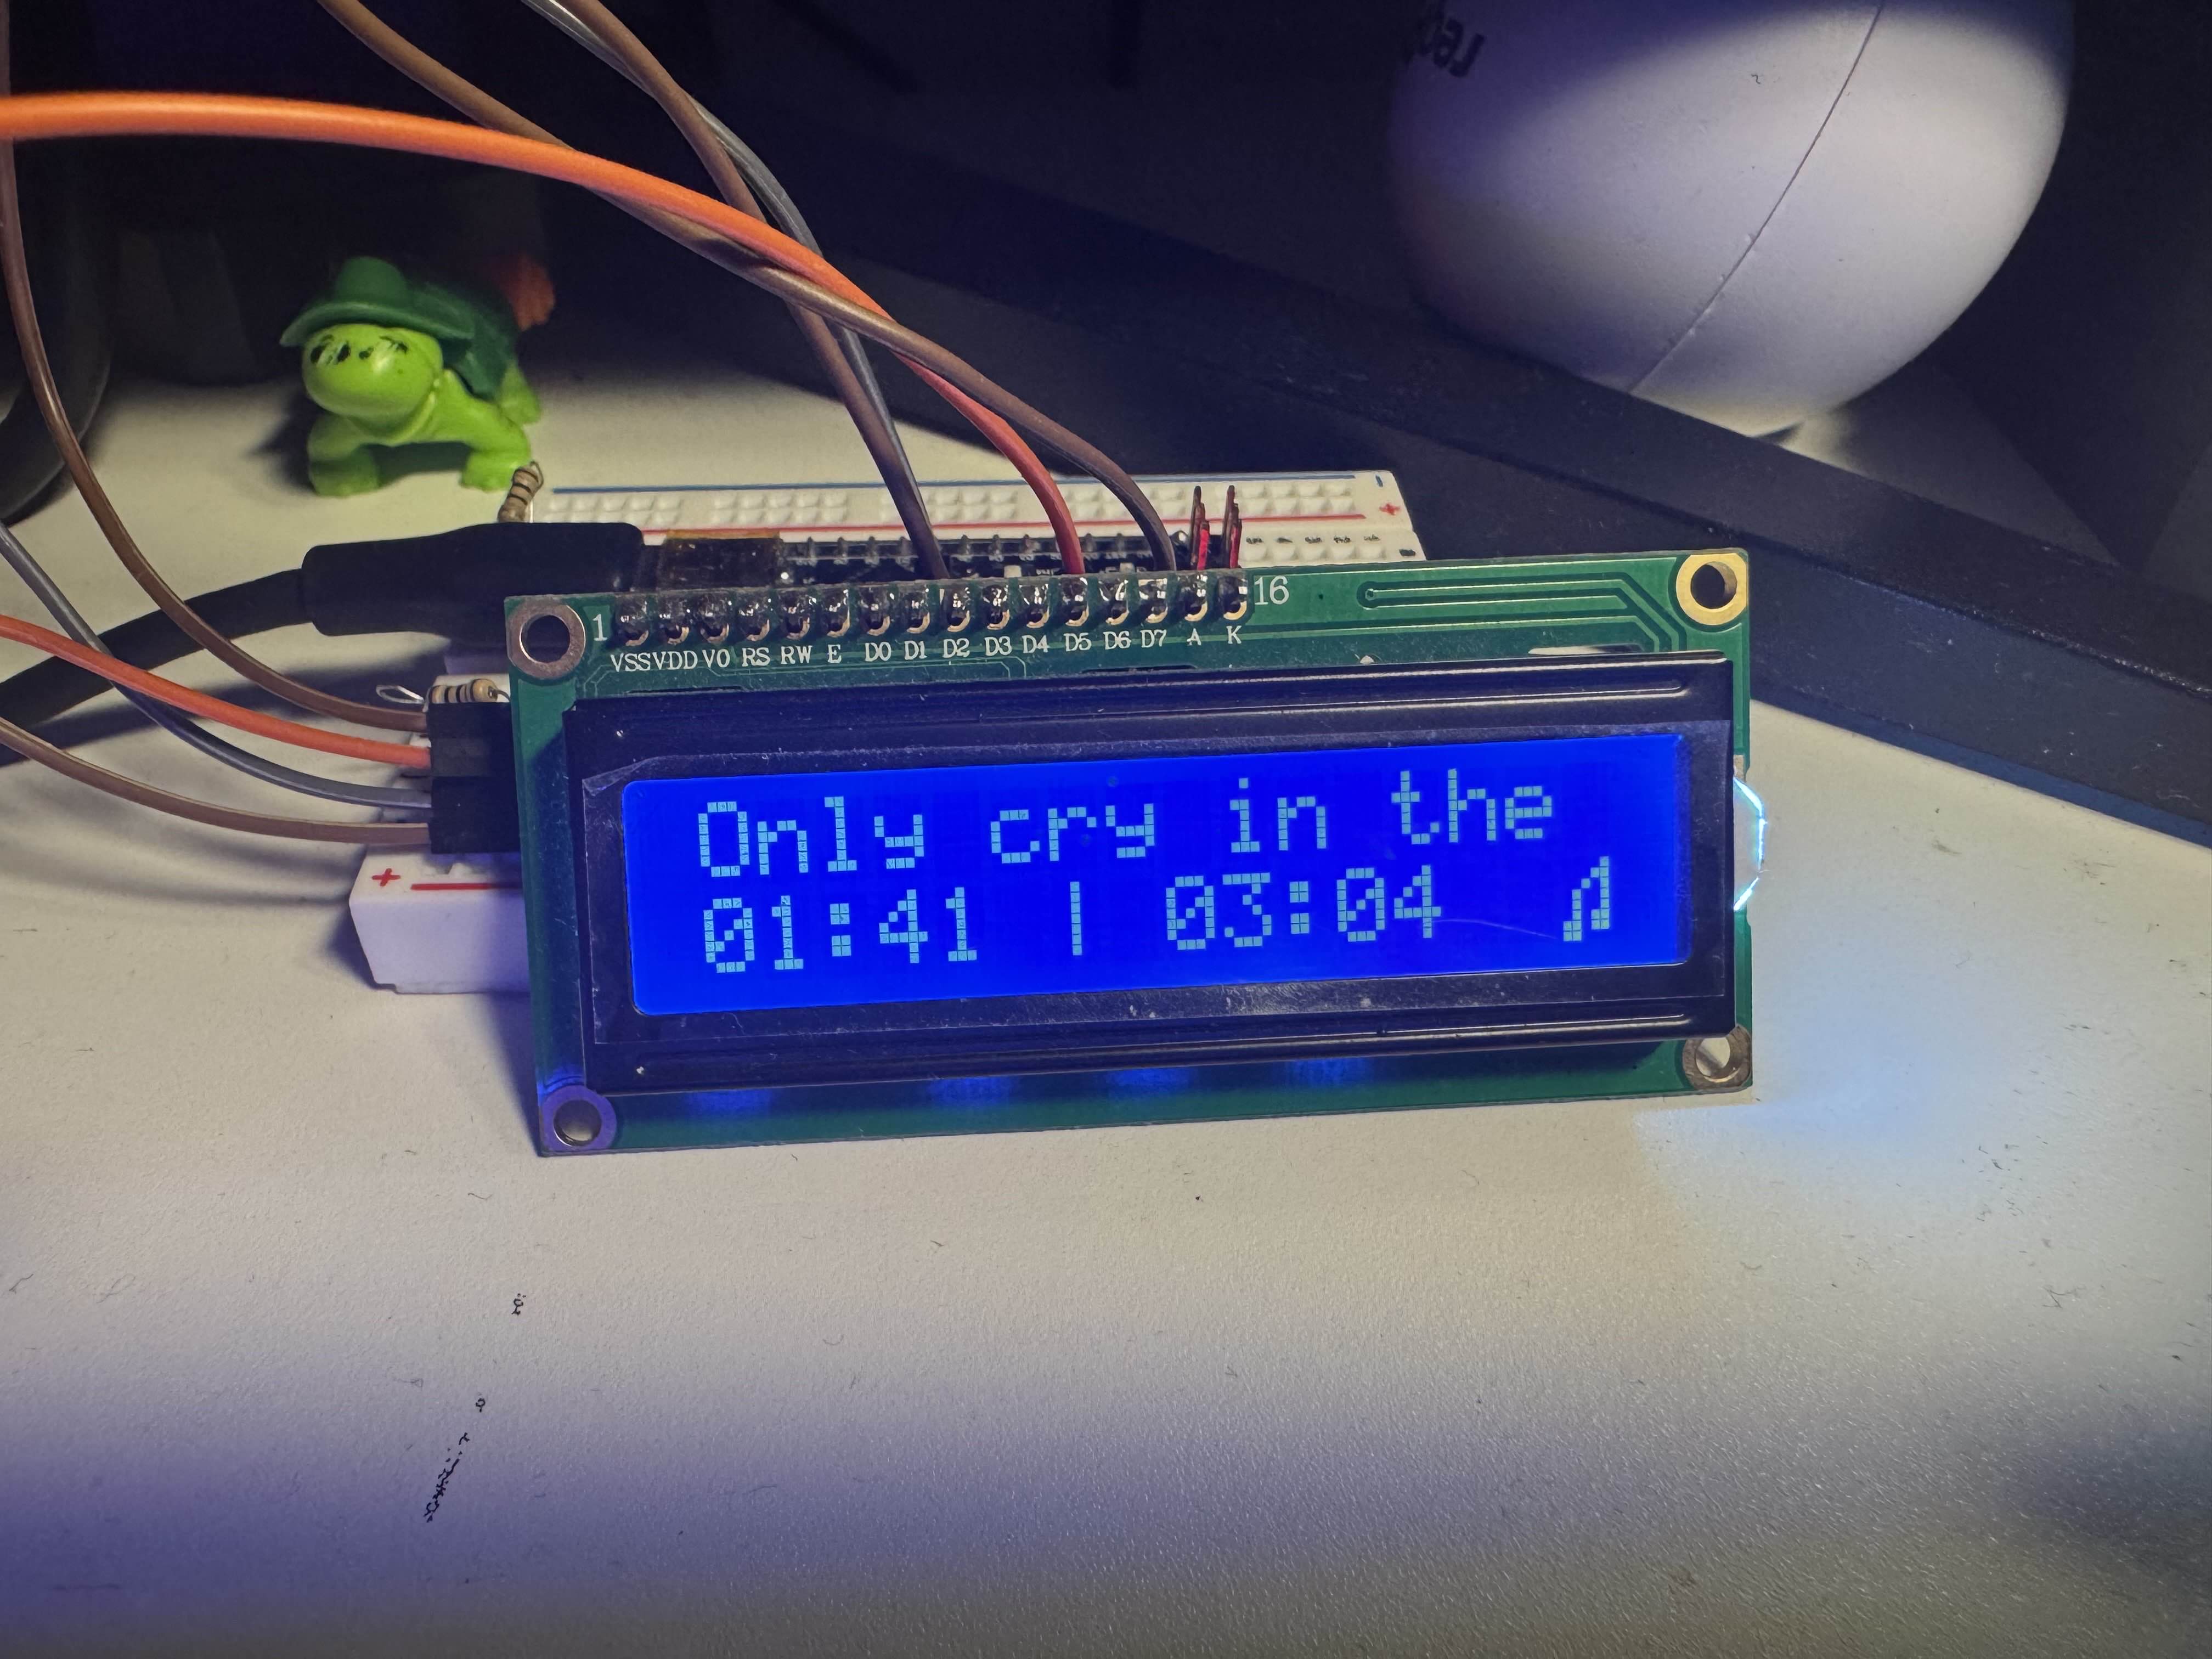 1 16
VSS VDD V0 RS RW E D0 D1 D2 D3 D4 D5 D6 D7 A K
Only cry in the
01:41 | 03:04 ♪